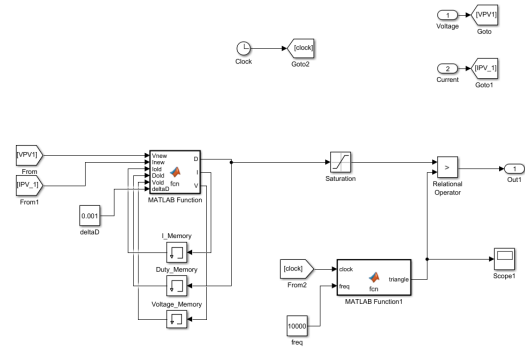 1
[VPV1]
Voltage
Goto
[clock]
Clock
Goto2
2
[IPV_1]
Current
Goto1
[VPV1]
From
[IPV_1]
From1
Vnew
Inew
Iold
Dold
Vold
deltaD
D
I
V
fcn
MATLAB Function
0.001
deltaD
I_Memory
Duty_Memory
Voltage_Memory
Saturation
>
Relational
Operator
1
Out1
[clock]
From2
clock
freq
triangle
fcn
MATLAB Function1
10000
freq
Scope1